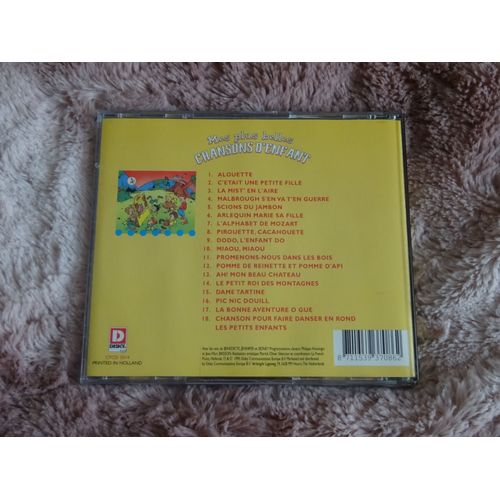 Mes plus belles
CHANSONS D'ENFANT
1. ALOUETTE
2. C'ETAIT UNE PETITE FILLE
3. LA MIST' EN L'AIRE
4. MALBROUGH S'EN VA T'EN GUERRE
5. SCIONS DU JAMBON
6. ARLEQUIN MARIE SA FILLE
7. L'ALPHABET DE MOZART
8. PIROUETTE, CACAHOUETE
9. DODO, L'ENFANT DO
10. MIAOU, MIAOU
11. PROMENONS-NOUS DANS LES BOIS
12. POMME DE REINETTE ET POMME D'API
13. AH! MON BEAU CHATEAU
14. LE PETIT ROI DES MONTAGNES
15. DAME TARTINE
16. PIC NIC DOUILL
17. LA BONNE AVENTURE O GUE
18. CHANSON POUR FAIRE DANSER EN ROND
LES PETITS ENFANTS
D
DISKY
PRINTED IN HOLLAND
8 711539 370862